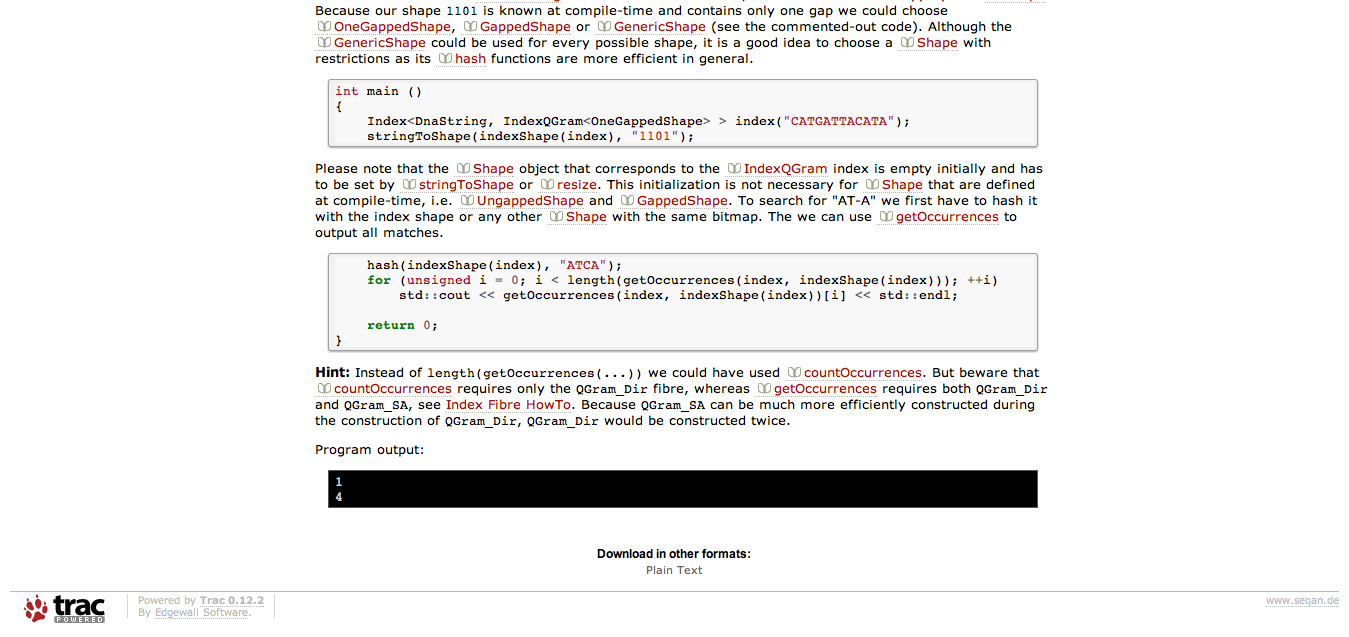 Because our shape 1101 is known at compile-time and contains only one gap we could choose
OneGappedShape, GappedShape or GenericShape (see the commented-out code). Although the
GenericShape could be used for every possible shape, it is a good idea to choose a Shape with
restrictions as its hash functions are more efficient in general.
int main ()
{
    Index<DnaString, IndexQGram<OneGappedShape> > index("CATGATTACATA");
    stringToShape(indexShape(index), "1101");
Please note that the Shape object that corresponds to the IndexQGram index is empty initially and has
to be set by stringToShape or resize. This initialization is not necessary for Shape that are defined
at compile-time, i.e. UngappedShape and GappedShape. To search for "AT-A" we first have to hash it
with the index shape or any other Shape with the same bitmap. The we can use getOccurrences to
output all matches.
    hash(indexShape(index), "ATCA");
    for (unsigned i = 0; i < length(getOccurrences(index, indexShape(index))); ++i)
        std::cout << getOccurrences(index, indexShape(index))[i] << std::endl;
    return 0;
}
Hint: Instead of length(getOccurrences(...)) we could have used countOccurrences. But beware that
countOccurrences requires only the QGram_Dir fibre, whereas getOccurrences requires both QGram_Dir
and QGram_SA, see Index Fibre HowTo. Because QGram_SA can be much more efficiently constructed during
the construction of QGram_Dir, QGram_Dir would be constructed twice.
Program output:
1
4
Download in other formats:
Plain Text
trac
POWERED
Powered by Trac 0.12.2
By Edgewall Software.
www.seqan.de